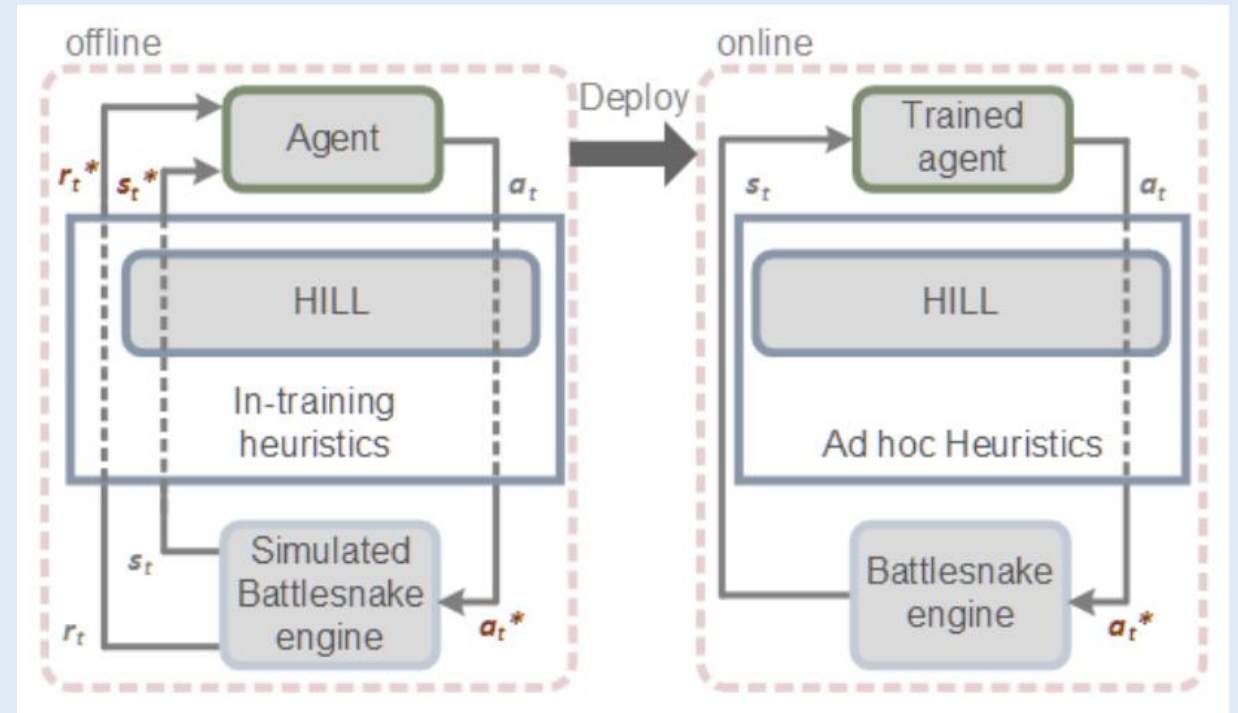 offline
Agent
r_t*
s_t*
a_t
HILL
In-training
heuristics
s_t
r_t
Simulated
Battlesnake
engine
a_t*
Deploy
online
Trained
agent
s_t
a_t
HILL
Ad hoc Heuristics
Battlesnake
engine
a_t*